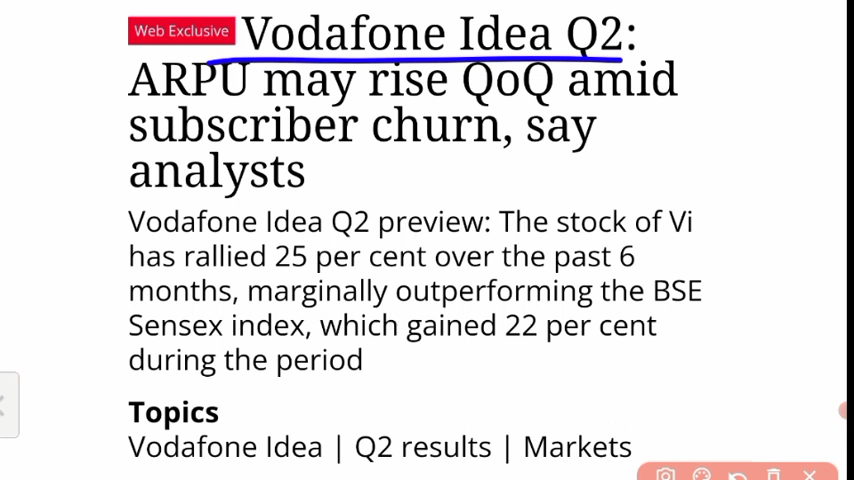 Web Exclusive Vodafone Idea Q2:
ARPU may rise QoQ amid
subscriber churn, say
analysts
Vodafone Idea Q2 preview: The stock of Vi
has rallied 25 per cent over the past 6
months, marginally outperforming the BSE
Sensex index, which gained 22 per cent
during the period
Topics
Vodafone Idea | Q2 results | Markets